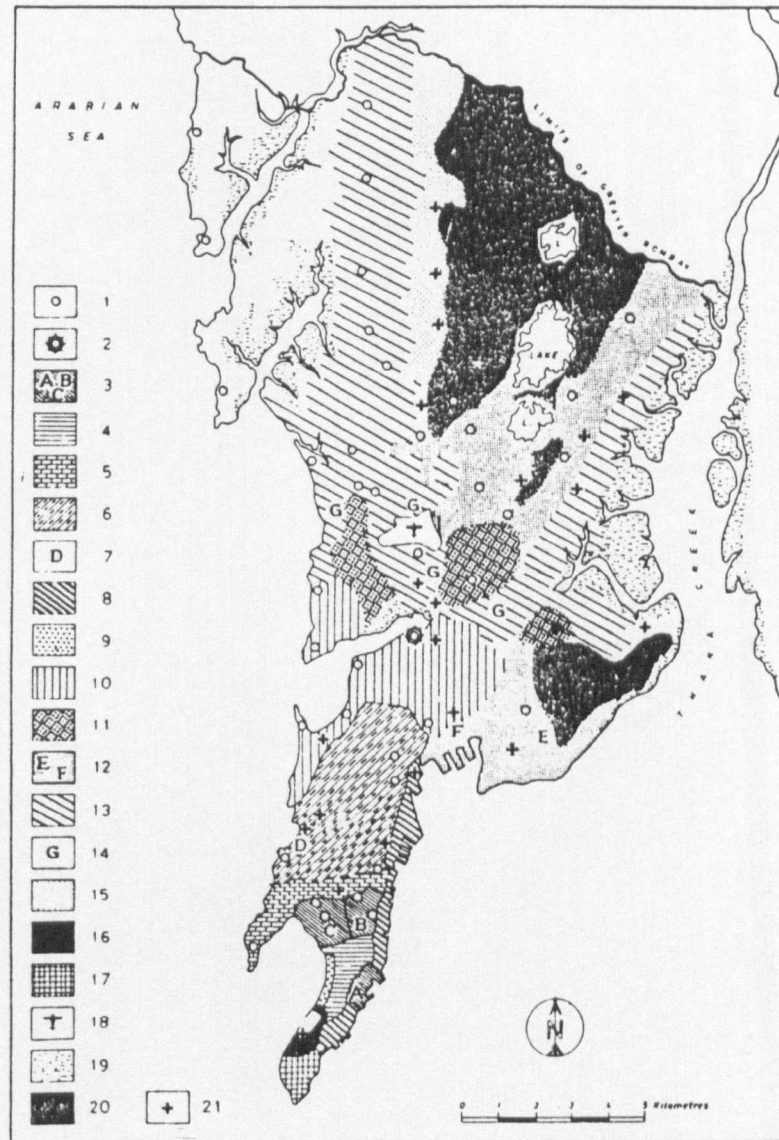 ARABIAN
SEA
LIMITS OF GREATER BOMBAY
LAKE
L
L
THANA CREEK
1
2
A B
C
3
4
5
6
D
7
8
9
10
11
E
F
12
13
G
14
15
16
17
18
19
20
21
G
G
G
G
F
E
D
C
B
A
N
0 1 2 3 4 5 Kilometres